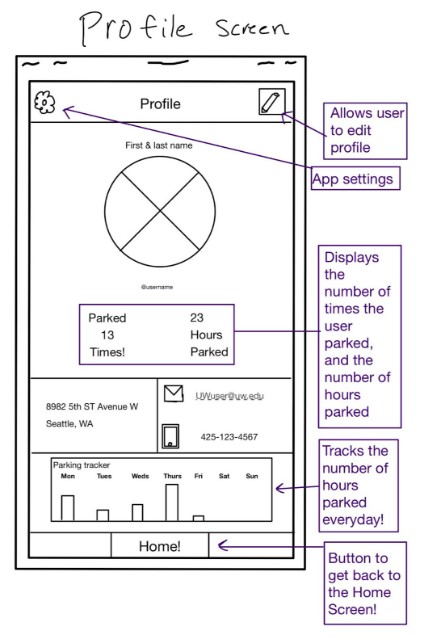 Profile Screen
Profile
Allows user
to edit
profile
App settings
First & last name
@username
Displays
the
number of
times the
user
parked,
and the
number of
hours
parked
Parked
13
Times!
23
Hours
Parked
8982 5th ST Avenue W
Seattle, WA
UWuser@uw.edu
425-123-4567
Parking tracker
Mon Tues Weds Thurs Fri Sat Sun
Tracks the
number of
hours
parked
everyday!
Home!
Button to
get back to
the Home
Screen!